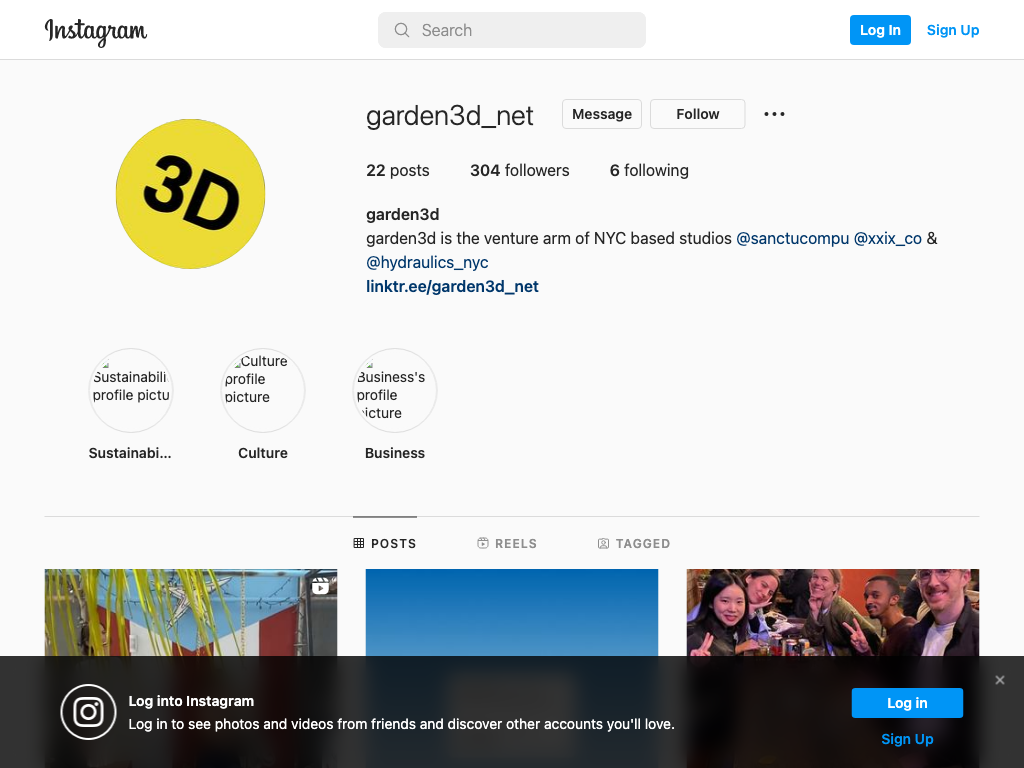 Instagram
Search
Log In
Sign Up
garden3d_net
Message
Follow
22 posts
304 followers
6 following
3D
garden3d
garden3d is the venture arm of NYC based studios @sanctucompu @xxix_co &
@hydraulics_nyc
linktr.ee/garden3d_net
Sustainabili
profile pictu
Culture
profile
picture
Business's
profile
picture
Sustainabi...
Culture
Business
POSTS
REELS
TAGGED
Log into Instagram
Log in to see photos and videos from friends and discover other accounts you'll love.
Log in
Sign Up